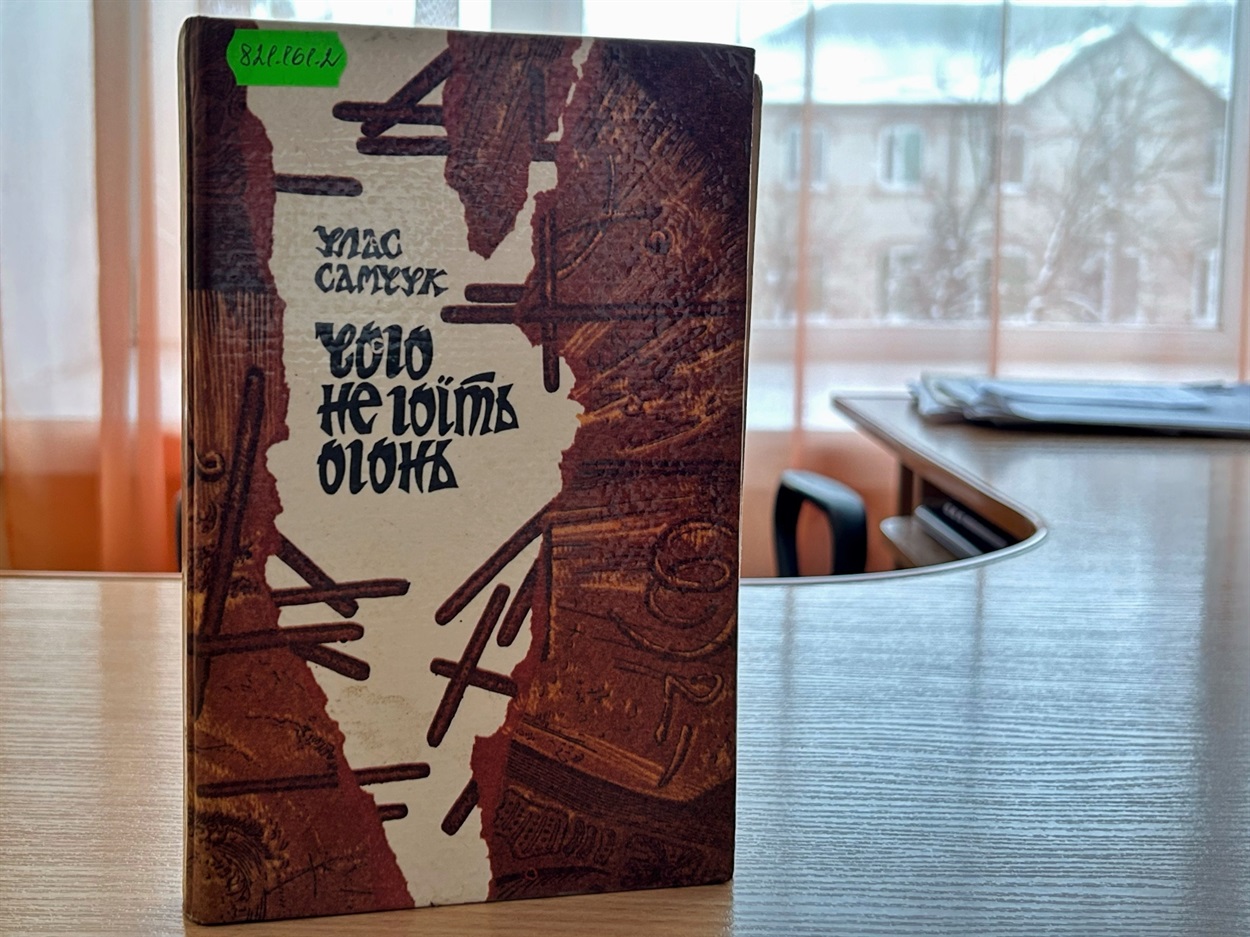 821.161.2
УЛАС
САМЧУК
ЧОГО
НЕ ГОЇТЬ
ОГОНЬ